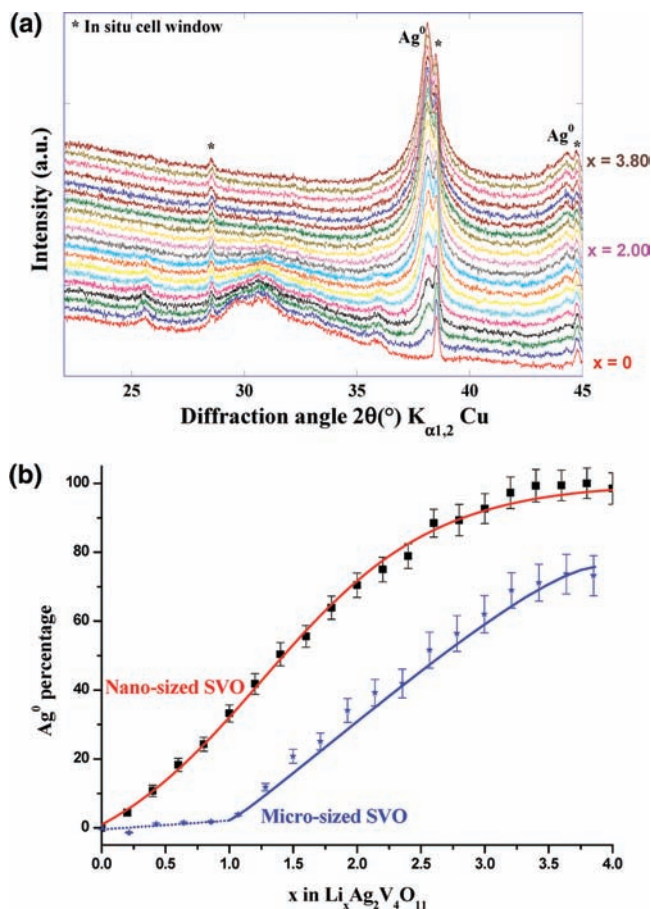 (a)
* In situ cell window
Ag⁰
*
*
Ag⁰
*
x = 3.80
x = 2.00
x = 0
Intensity (a.u.)
25 30 35 40 45
Diffraction angle 2θ(°) Kα1,2 Cu
(b)
100
80
60
40
20
0
Ag⁰ percentage
Nano-sized SVO
Micro-sized SVO
0.0 0.5 1.0 1.5 2.0 2.5 3.0 3.5 4.0
x in LiₓAg₂V₄O₁₁